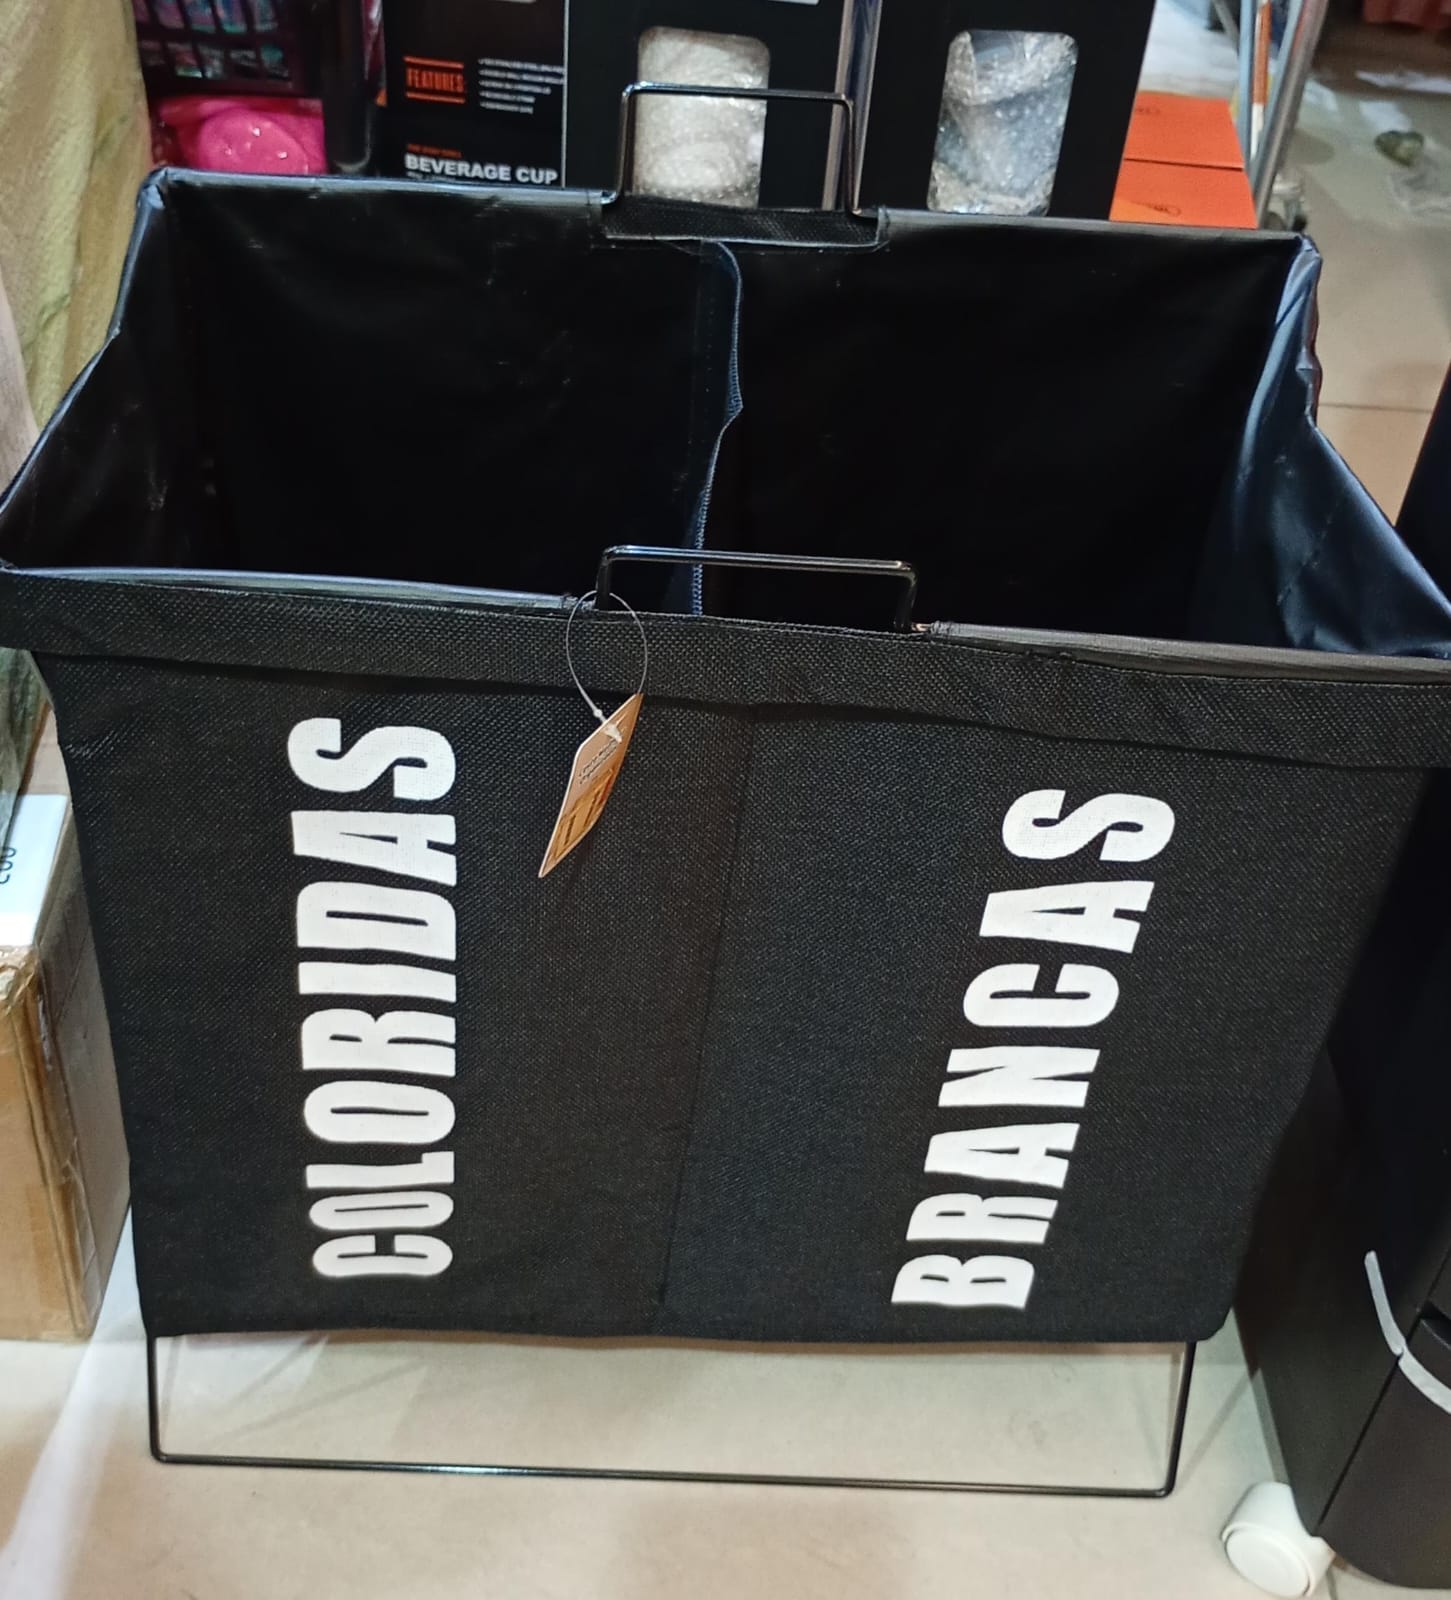 FEATURES
BEVERAGE CUP
COLORIDAS
BRANCAS